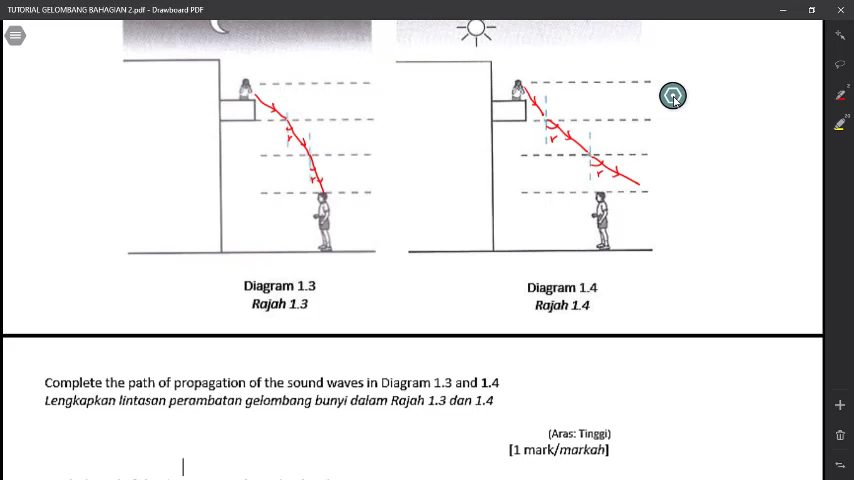 TUTORIAL GELOMBANG BAHAGIAN 2.pdf - Drawboard PDF
2
20
r
r
r
r
Diagram 1.3
Rajah 1.3
Diagram 1.4
Rajah 1.4
Complete the path of propagation of the sound waves in Diagram 1.3 and 1.4
Lengkapkan lintasan perambatan gelombang bunyi dalam Rajah 1.3 dan 1.4
(Aras: Tinggi)
[1 mark/markah]